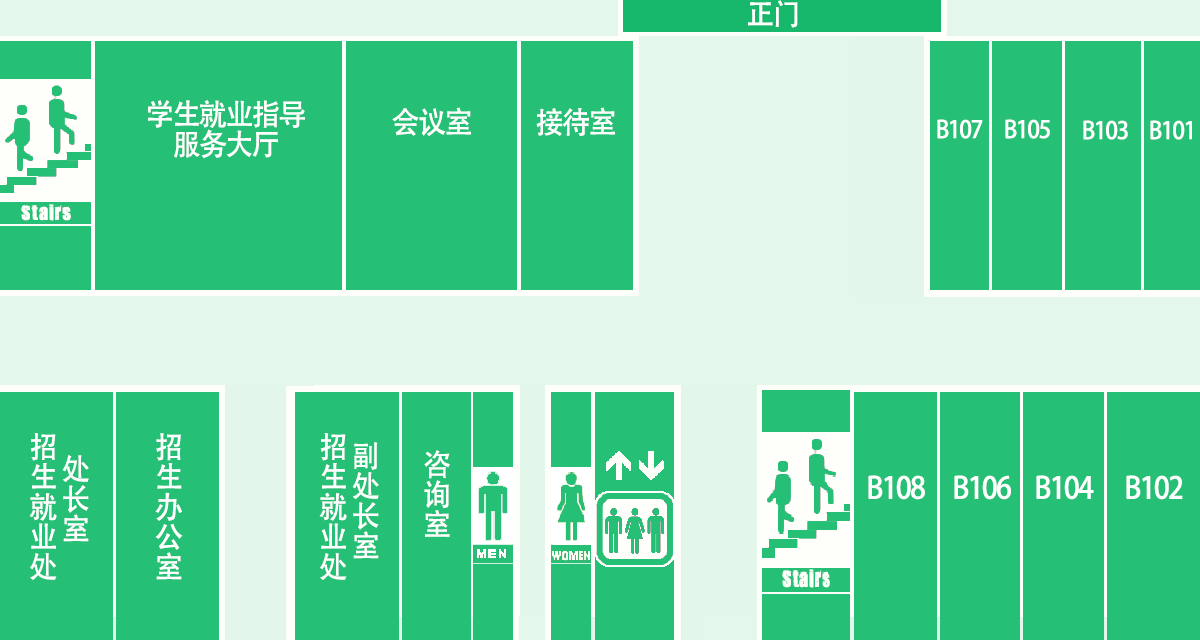 正门
学生就业指导
服务大厅
会议室
接待室
B107
B105
B103
B101
Stairs
招生就业处
处长室
招生办公室
招生就业处
副处长室
咨询室
MEN
WOMEN
Stairs
B108
B106
B104
B102